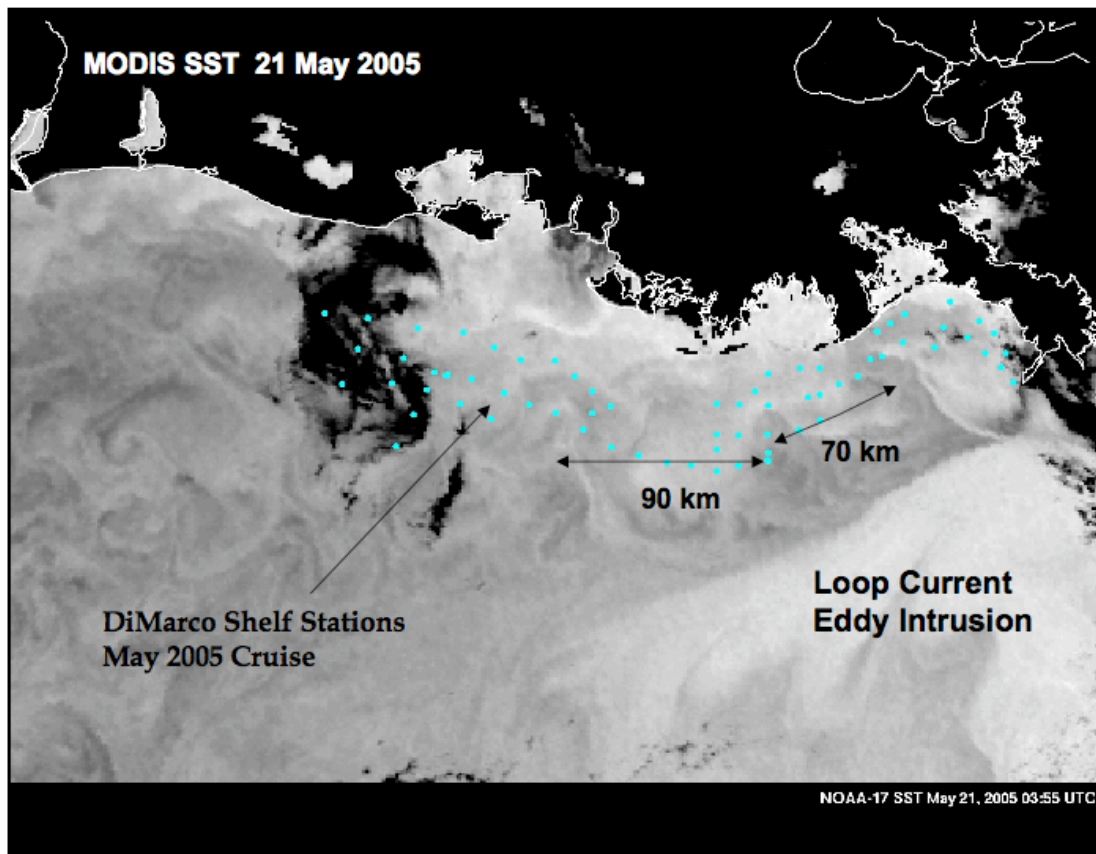 MODIS SST 21 May 2005
70 km
90 km
Loop Current
Eddy Intrusion
DiMarco Shelf Stations
May 2005 Cruise
NOAA-17 SST May 21, 2005 03:55 UTC